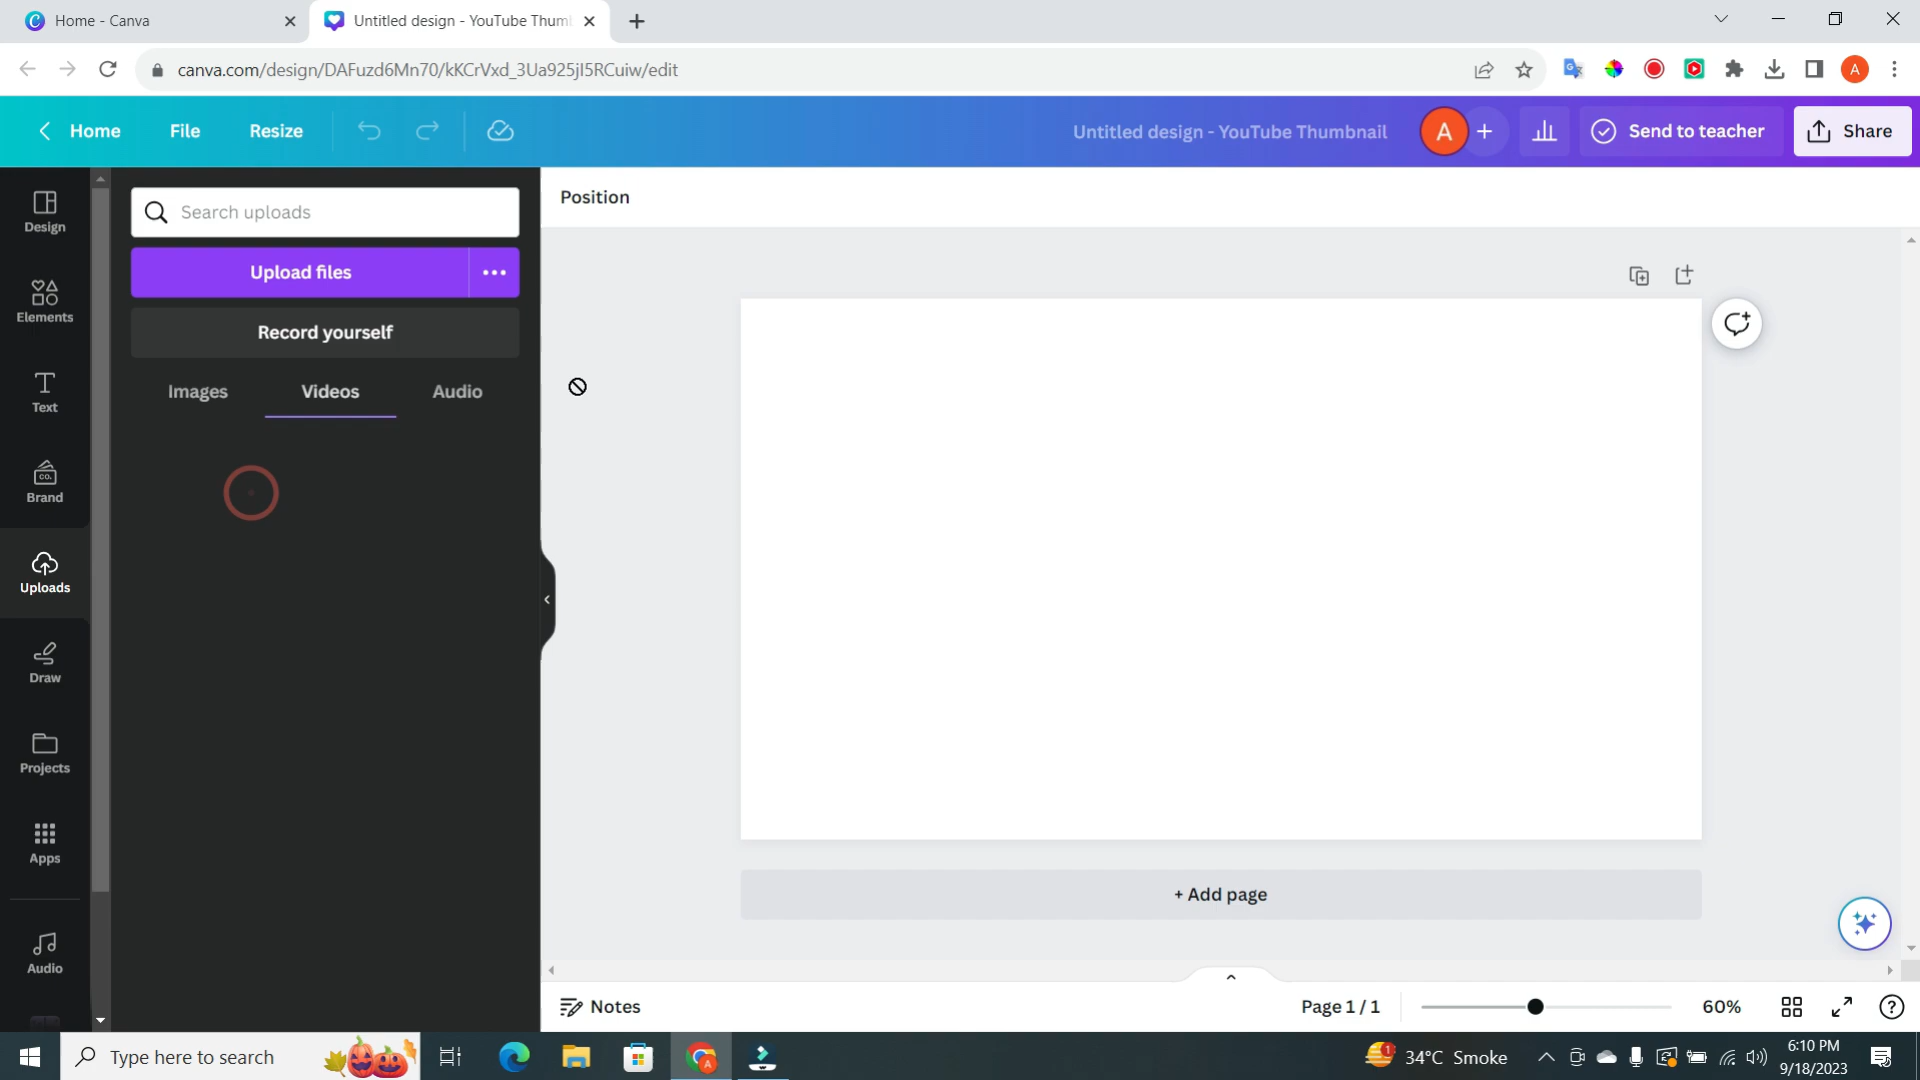 Home - Canva
Untitled design - YouTube Thum
canva.com/design/DAFuzd6Mn70/kKCrVxd_3Ua925jI5RCuiw/edit
A
Home
File
Resize
Untitled design - YouTube Thumbnail
A
Send to teacher
Share
Design
Elements
Text
CO.
Brand
Uploads
Draw
Projects
Apps
Audio
Search uploads
Upload files
Record yourself
Images
Videos
Audio
Position
+ Add page
Notes
Page 1 / 1
60%
Type here to search
A
1
34°C Smoke
6:10 PM
9/18/2023